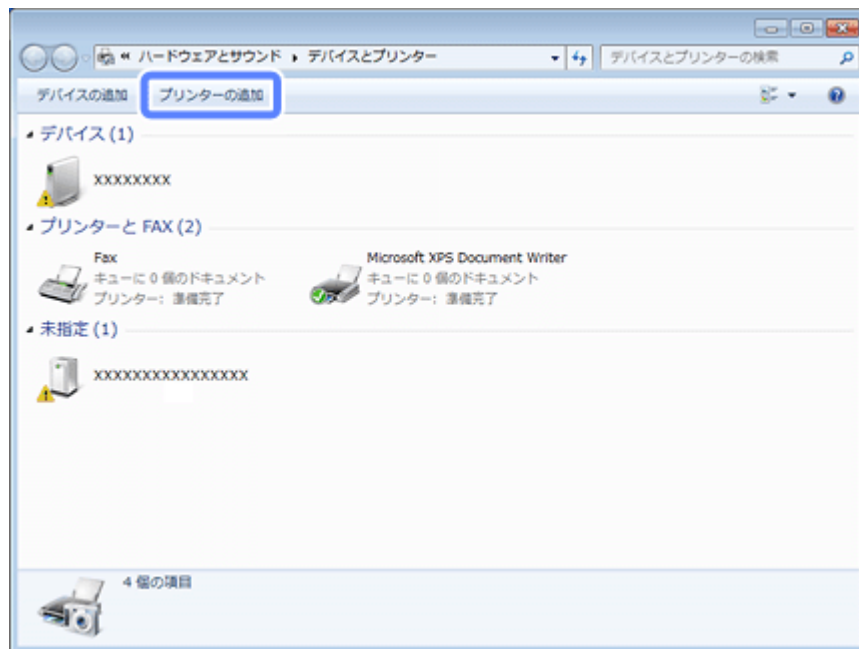 « ハードウェアとサウンド ▸ デバイスとプリンター デバイスとプリンターの検索
デバイスの追加 プリンターの追加
デバイス (1)
XXXXXXXX
プリンターと FAX (2)
Fax
キューに 0 個のドキュメント
プリンター: 準備完了
Microsoft XPS Document Writer
キューに 0 個のドキュメント
プリンター: 準備完了
未指定 (1)
XXXXXXXXXXXXXXXX
4 個の項目